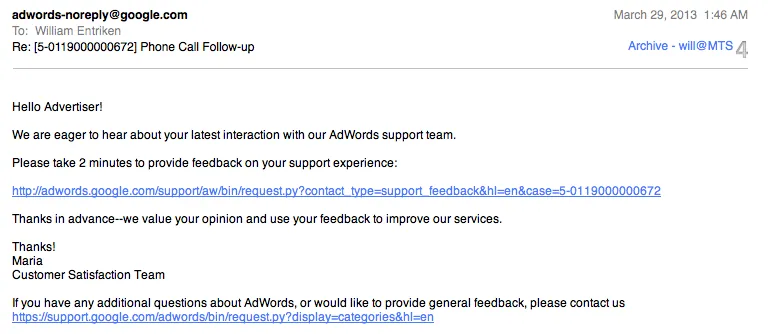 adwords-noreply@google.com
March 29, 2013 1:46 AM
To: William Entriken
Re: [5-0119000000672] Phone Call Follow-up
Archive - will@MTS 4
Hello Advertiser!
We are eager to hear about your latest interaction with our AdWords support team.
Please take 2 minutes to provide feedback on your support experience:
http://adwords.google.com/support/aw/bin/request.py?contact_type=support_feedback&hl=en&case=5-0119000000672
Thanks in advance--we value your opinion and use your feedback to improve our services.
Thanks!
Maria
Customer Satisfaction Team
If you have any additional questions about AdWords, or would like to provide general feedback, please contact us
https://support.google.com/adwords/bin/request.py?display=categories&hl=en